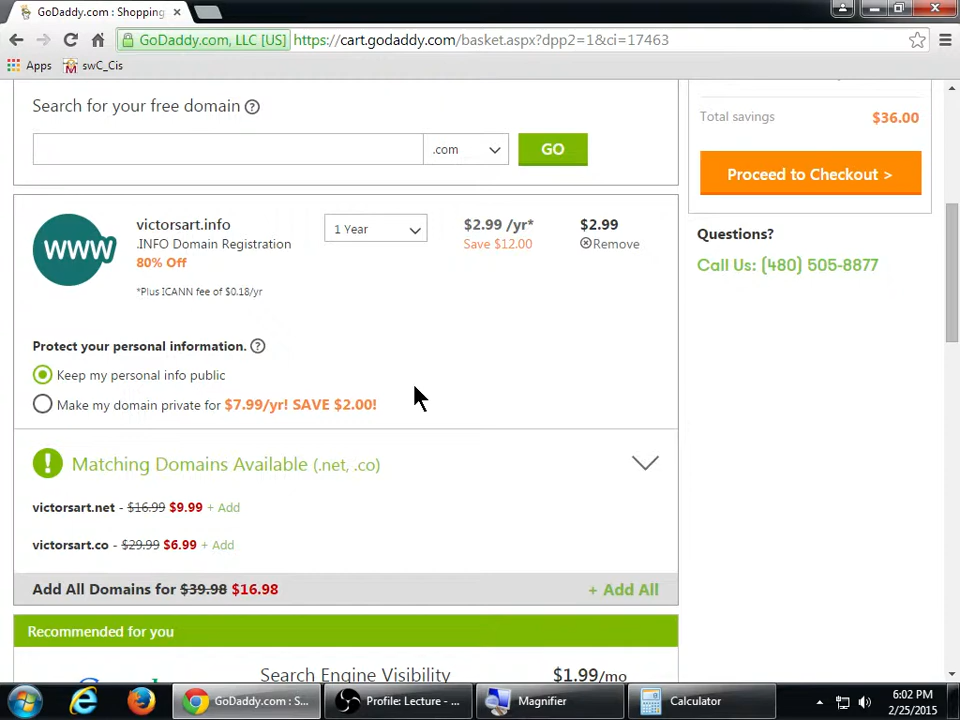 GoDaddy.com : Shopping
GoDaddy.com, LLC [US] https://cart.godaddy.com/basket.aspx?dpp2=1&ci=17463
Apps swC_Cis
Search for your free domain ?
.com GO
Total savings $36.00
Proceed to Checkout >
Questions?
Call Us: (480) 505-8877
www
victorsart.info 1 Year $2.99 /yr* $2.99
.INFO Domain Registration Save $12.00 Remove
80% Off
*Plus ICANN fee of $0.18/yr
Protect your personal information. ?
Keep my personal info public
Make my domain private for $7.99/yr! SAVE $2.00!
! Matching Domains Available (.net, .co)
victorsart.net - $16.99 $9.99 + Add
victorsart.co - $29.99 $6.99 + Add
Add All Domains for $39.98 $16.98 + Add All
Recommended for you
Search Engine Visibility $1.99/mo
GoDaddy.com : S... Profile: Lecture - ... Magnifier Calculator
6:02 PM
2/25/2015